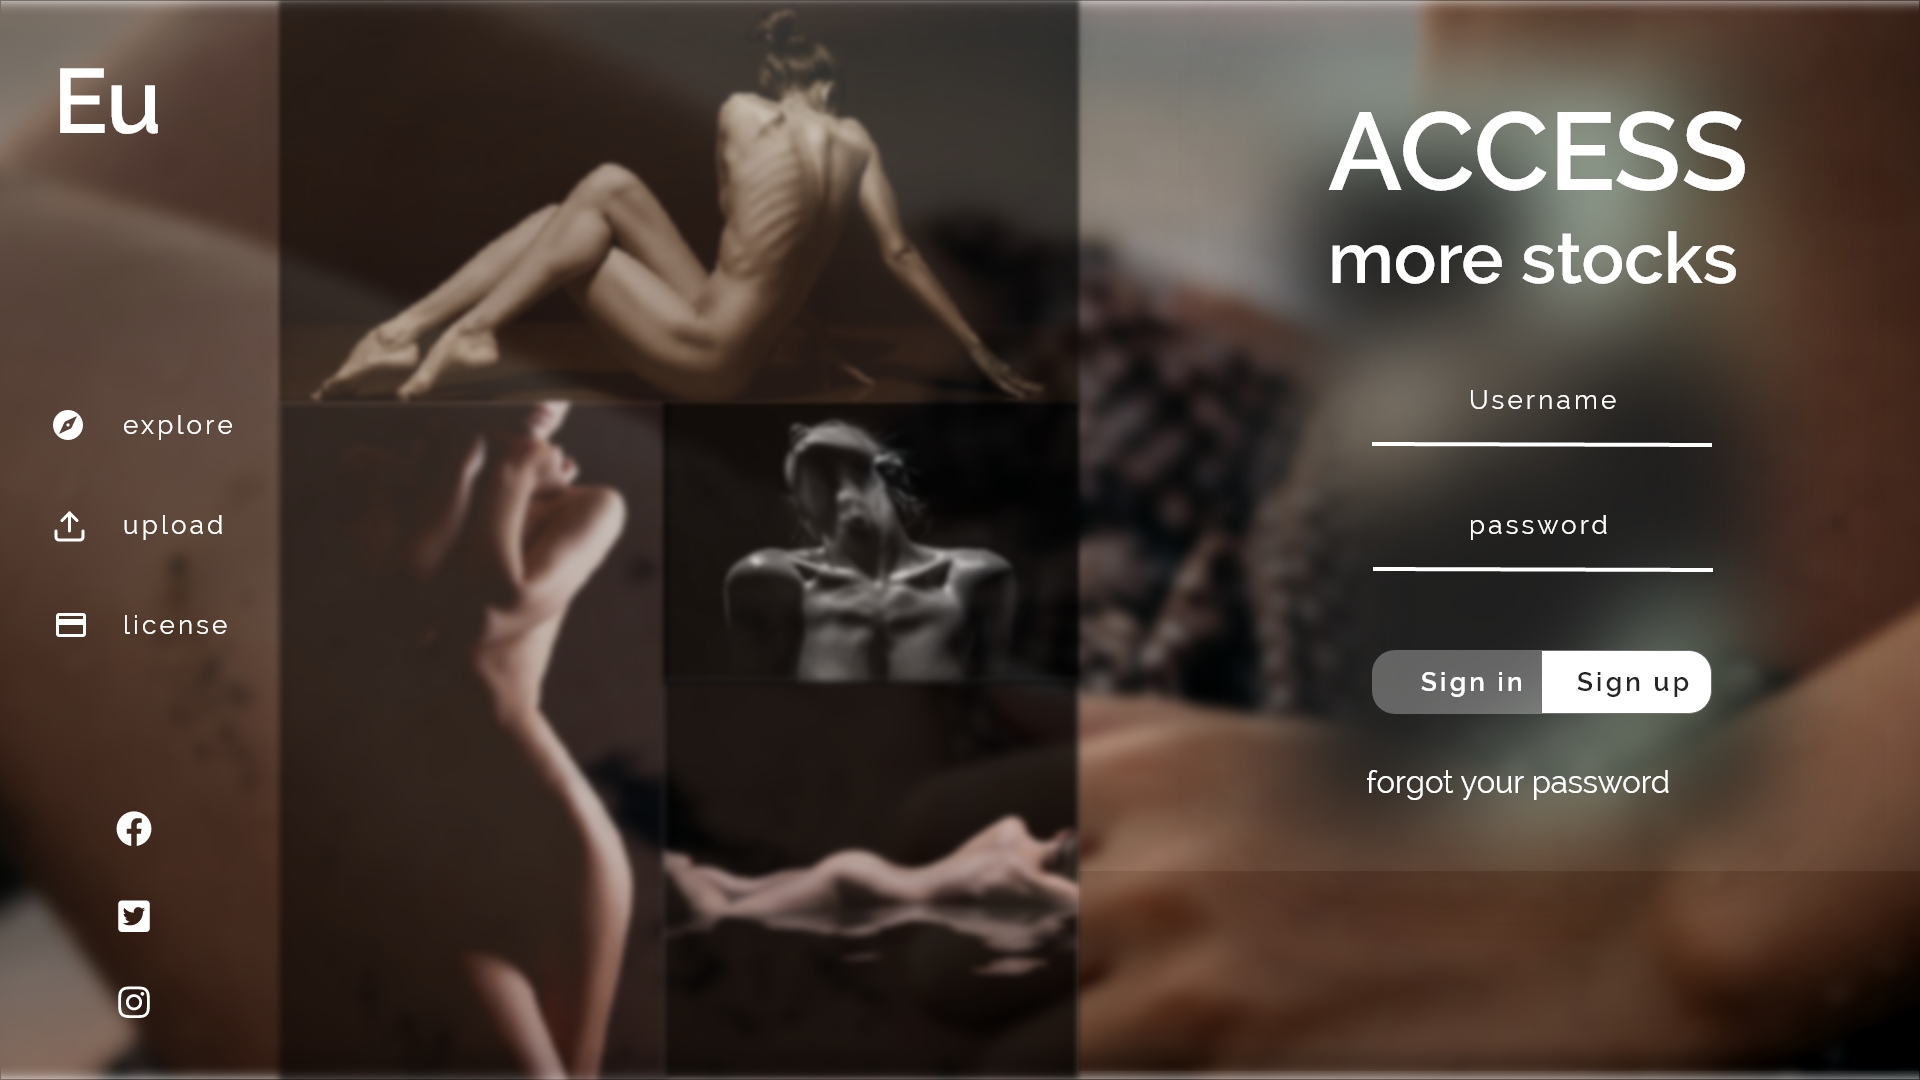 Eu
explore
upload
license
ACCESS
more stocks
Username
password
Sign in
Sign up
forgot your password